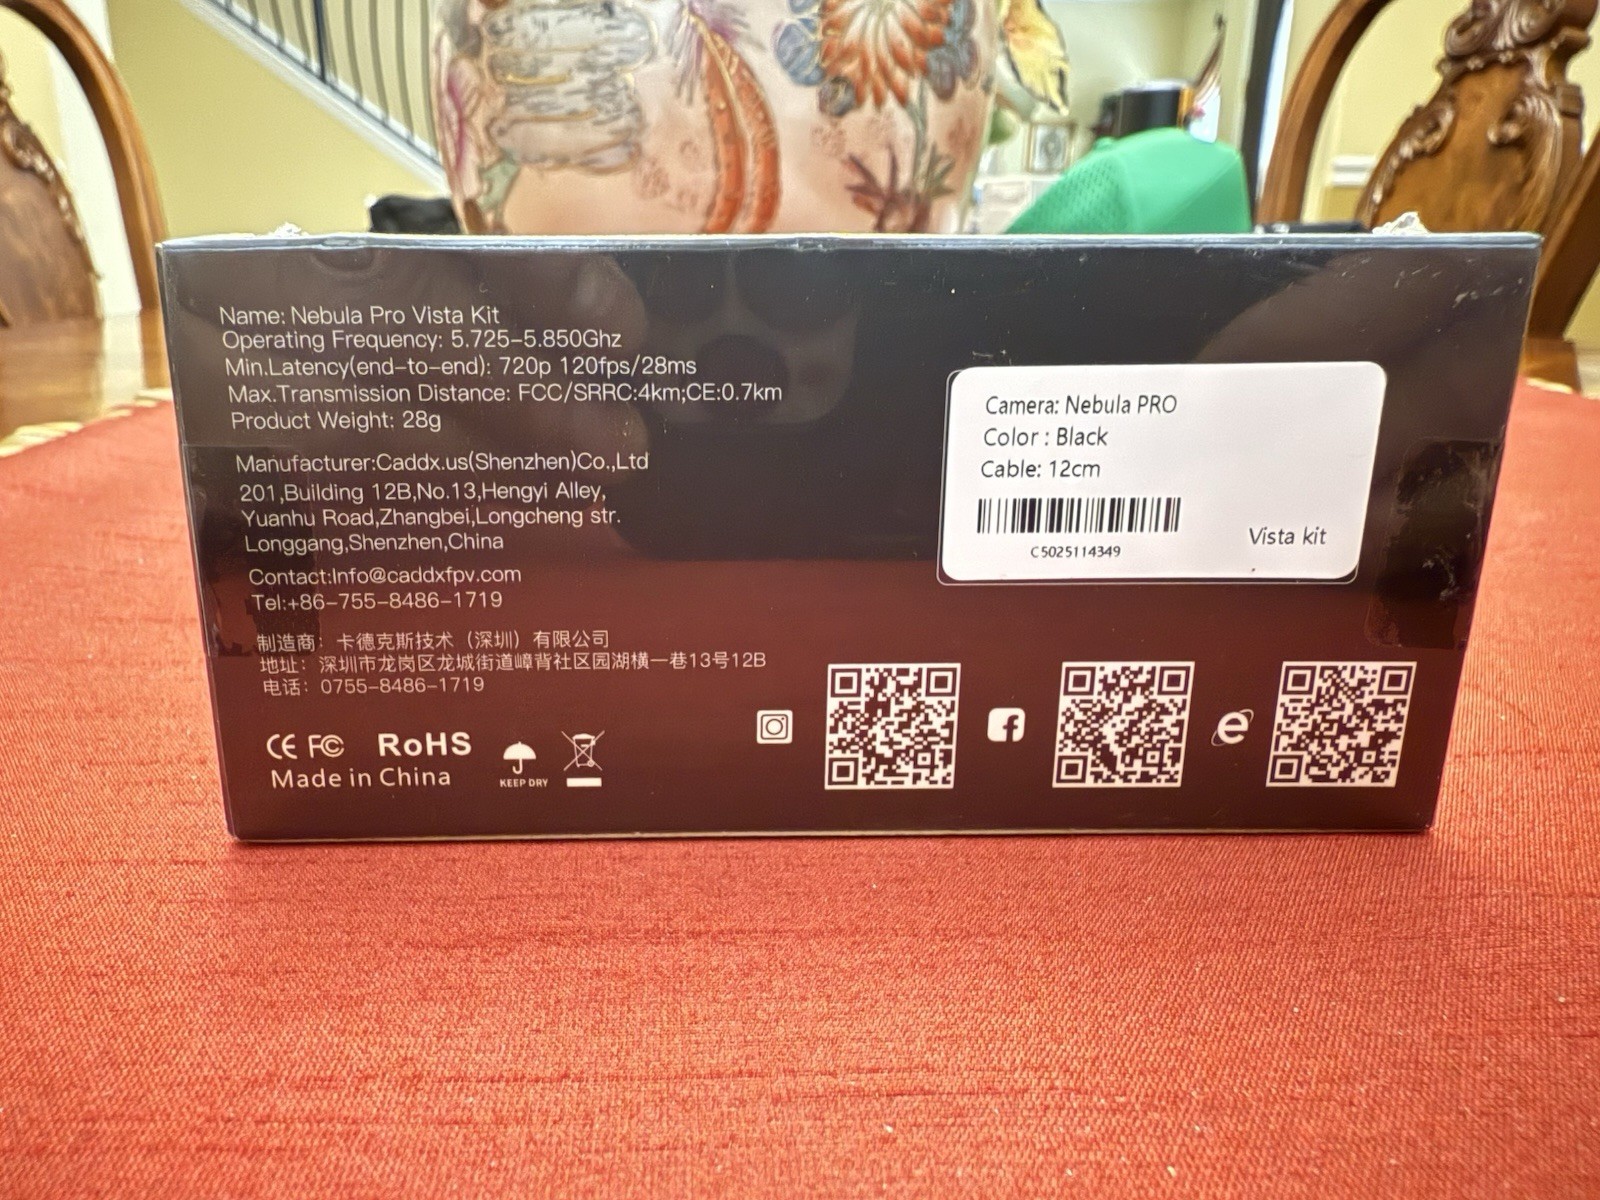 Name: Nebula Pro Vista Kit
Operating Frequency: 5.725-5.850Ghz
Min.Latency(end-to-end): 720p 120fps/28ms
Max.Transmission Distance: FCC/SRRC:4km;CE:0.7km
Product Weight: 28g
Manufacturer:Caddx.us(Shenzhen)Co.,Ltd
201,Building 12B,No.13,Hengyi Alley,
Yuanhu Road,Zhangbei,Longcheng str.
Longgang,Shenzhen,China
Contact:Info@caddxfpv.com
Tel:+86-755-8486-1719
制造商：卡德克斯技术（深圳）有限公司
地址：深圳市龙岗区龙城街道嶂背社区园湖横一巷13号12B
电话：0755-8486-1719
CE FC RoHS
Made in China
KEEP DRY
Camera: Nebula PRO
Color : Black
Cable: 12cm
C5025114349
Vista kit